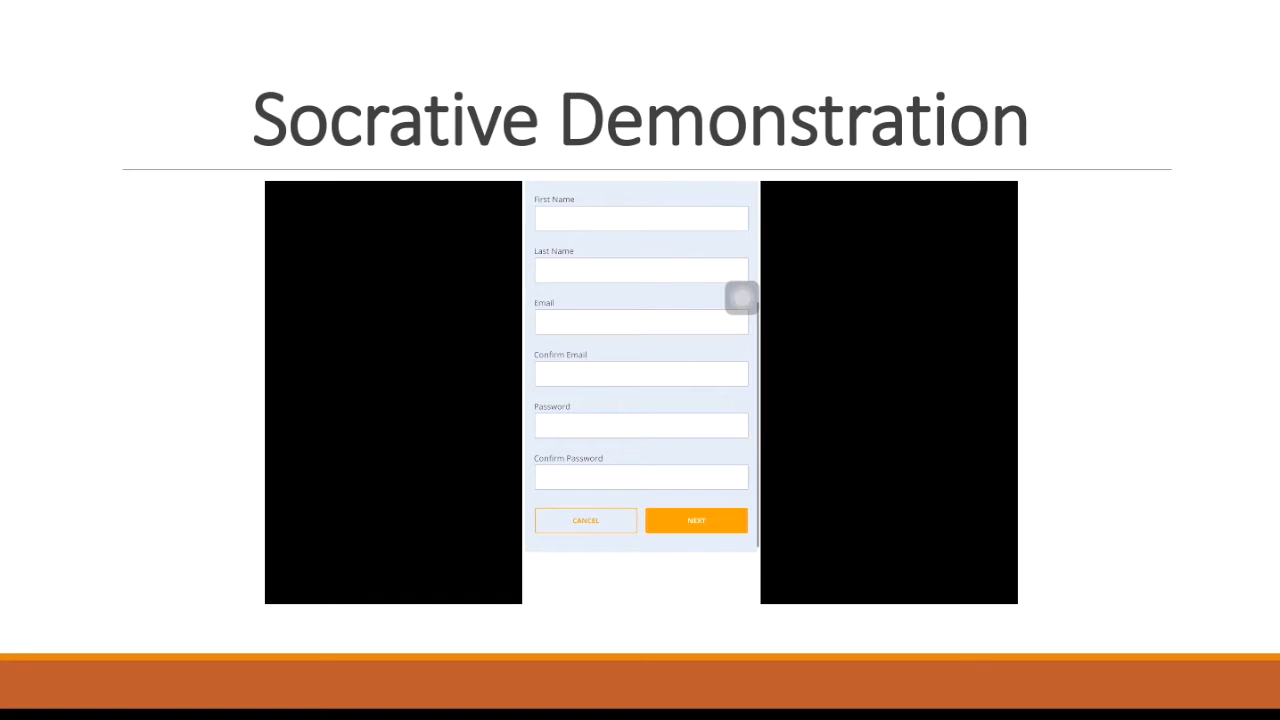 Socrative Demonstration
First Name
Last Name
Email
Confirm Email
Password
Confirm Password
CANCEL
NEXT